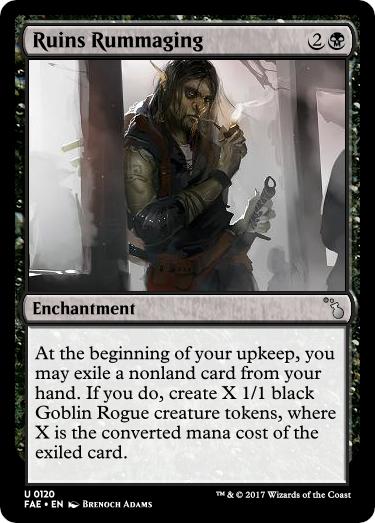 Ruins Rummaging 2
Enchantment
At the beginning of your upkeep, you
may exile a nonland card from your
hand. If you do, create X 1/1 black
Goblin Rogue creature tokens, where
X is the converted mana cost of the
exiled card.
U 0120
FAE • EN Brenoch Adams
™ & © 2017 Wizards of the Coast